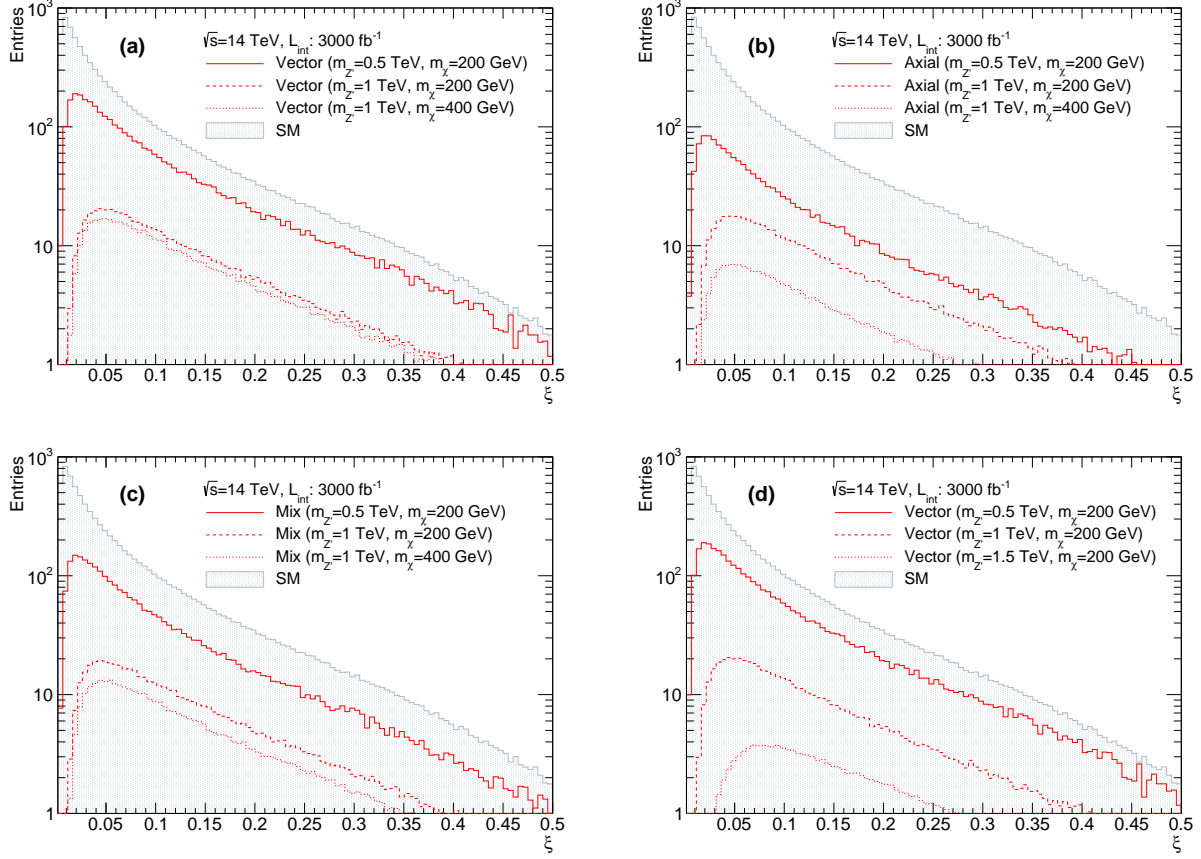 10³
10²
10
1
Entries
(a)
√s=14 TeV, L_int: 3000 fb⁻¹
Vector (m_Z'=0.5 TeV, m_χ=200 GeV)
Vector (m_Z'=1 TeV, m_χ=200 GeV)
Vector (m_Z'=1 TeV, m_χ=400 GeV)
SM
0.05 0.1 0.15 0.2 0.25 0.3 0.35 0.4 0.45 0.5
ξ
10³
10²
10
1
Entries
(b)
√s=14 TeV, L_int: 3000 fb⁻¹
Axial (m_Z'=0.5 TeV, m_χ=200 GeV)
Axial (m_Z'=1 TeV, m_χ=200 GeV)
Axial (m_Z'=1 TeV, m_χ=400 GeV)
SM
0.05 0.1 0.15 0.2 0.25 0.3 0.35 0.4 0.45 0.5
ξ
10³
10²
10
1
Entries
(c)
√s=14 TeV, L_int: 3000 fb⁻¹
Mix (m_Z'=0.5 TeV, m_χ=200 GeV)
Mix (m_Z'=1 TeV, m_χ=200 GeV)
Mix (m_Z'=1 TeV, m_χ=400 GeV)
SM
0.05 0.1 0.15 0.2 0.25 0.3 0.35 0.4 0.45 0.5
ξ
10³
10²
10
1
Entries
(d)
√s=14 TeV, L_int: 3000 fb⁻¹
Vector (m_Z'=0.5 TeV, m_χ=200 GeV)
Vector (m_Z'=1 TeV, m_χ=200 GeV)
Vector (m_Z'=1.5 TeV, m_χ=200 GeV)
SM
0.05 0.1 0.15 0.2 0.25 0.3 0.35 0.4 0.45 0.5
ξ